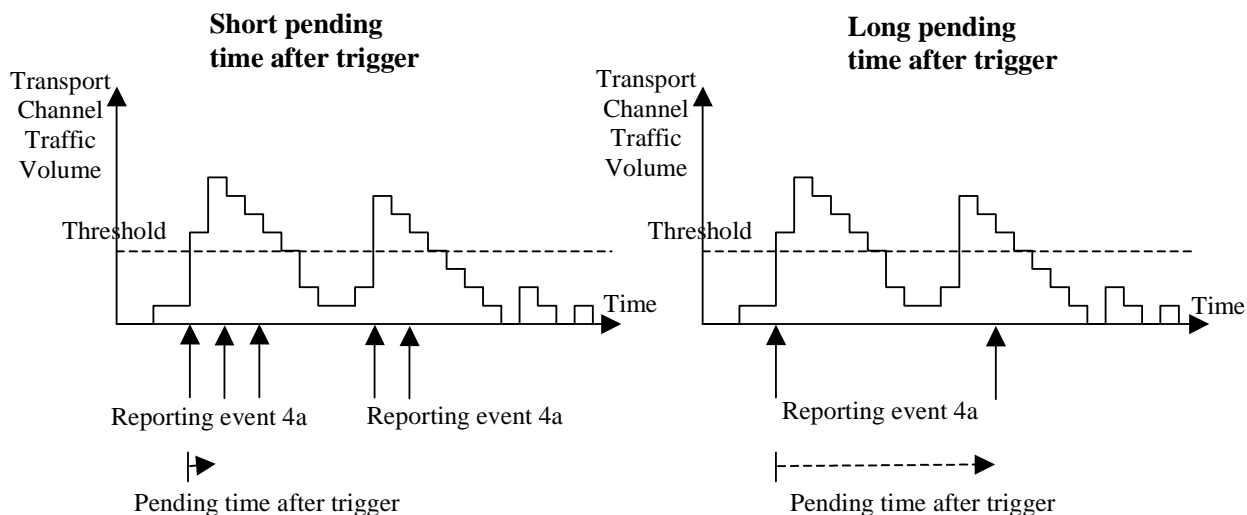 Short pending
time after trigger
Transport
Channel
Traffic
Volume
Threshold
Time
Reporting event 4a
Reporting event 4a
Pending time after trigger
Long pending
time after trigger
Transport
Channel
Traffic
Volume
Threshold
Time
Reporting event 4a
Pending time after trigger